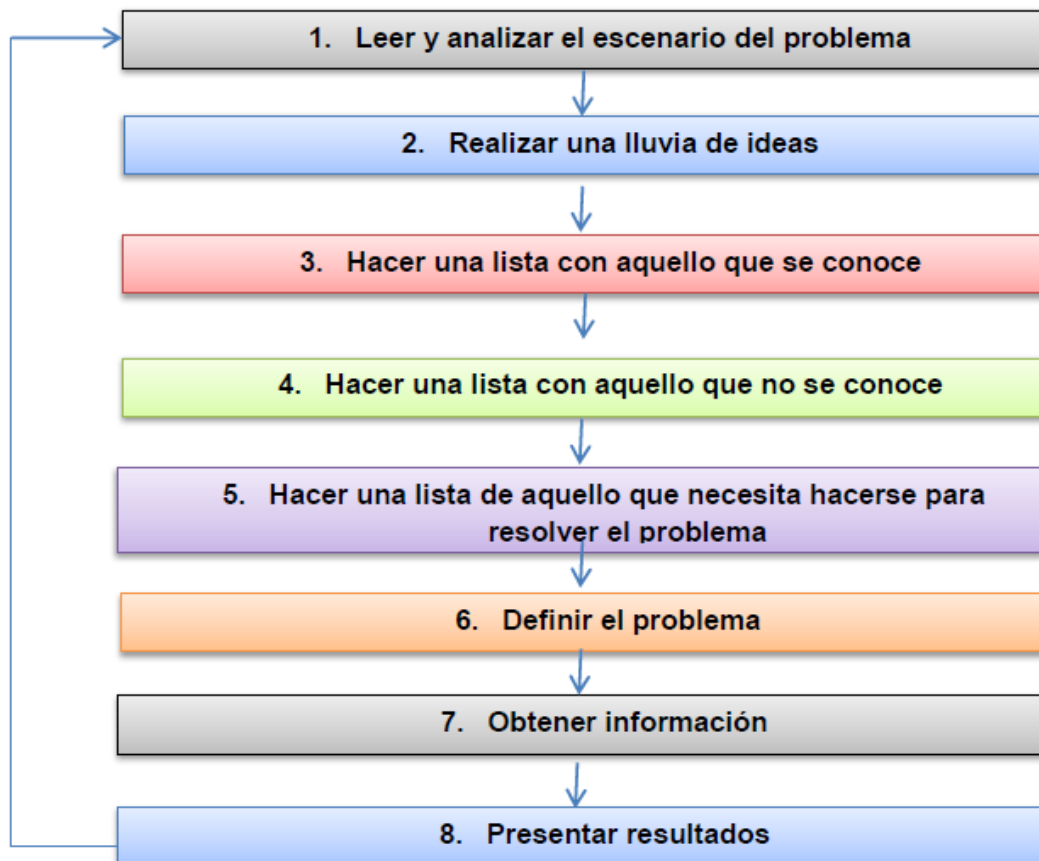 1. Leer y analizar el escenario del problema
2. Realizar una lluvia de ideas
3. Hacer una lista con aquello que se conoce
4. Hacer una lista con aquello que no se conoce
5. Hacer una lista de aquello que necesita hacerse para
resolver el problema
6. Definir el problema
7. Obtener información
8. Presentar resultados